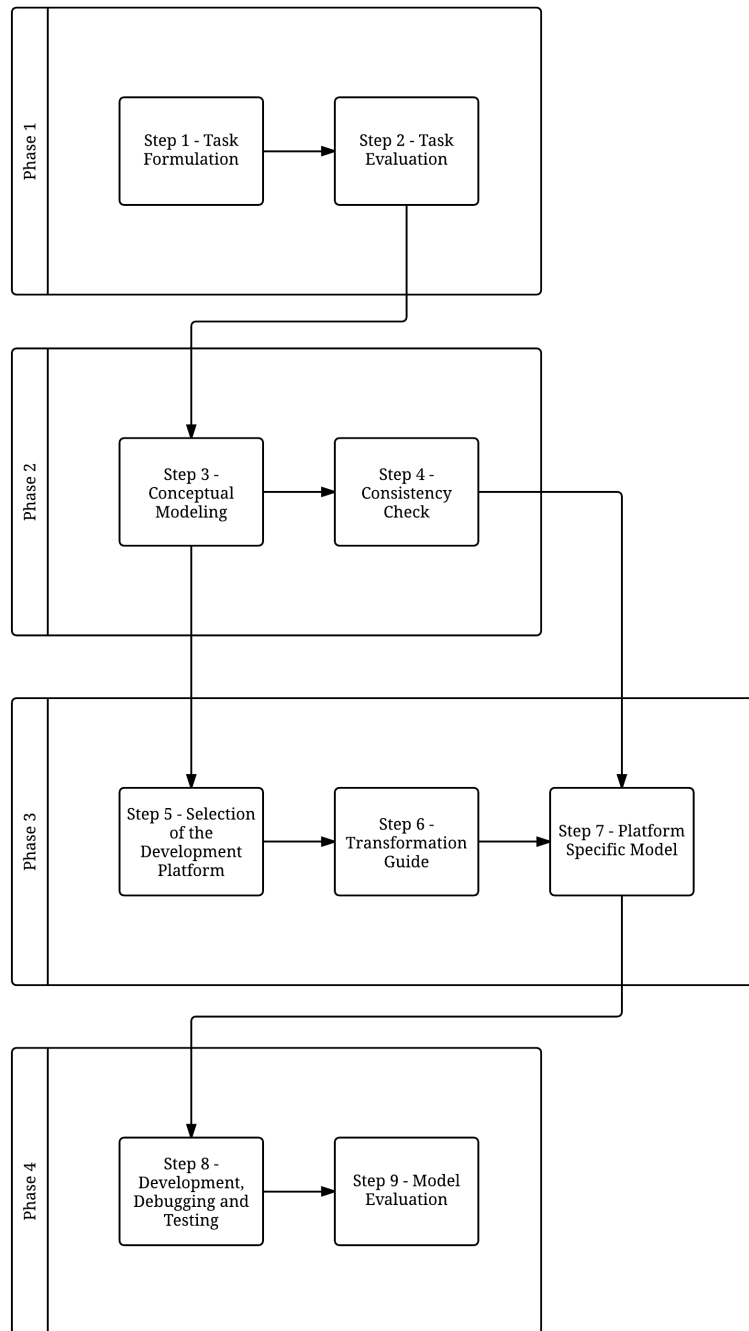 Phase 1
Step 1 - Task
Formulation
Step 2 - Task
Evaluation
Phase 2
Step 3 -
Conceptual
Modeling
Step 4 -
Consistency
Check
Phase 3
Step 5 - Selection
of the
Development
Platform
Step 6 -
Transformation
Guide
Step 7 - Platform
Specific Model
Phase 4
Step 8 -
Development,
Debugging and
Testing
Step 9 - Model
Evaluation